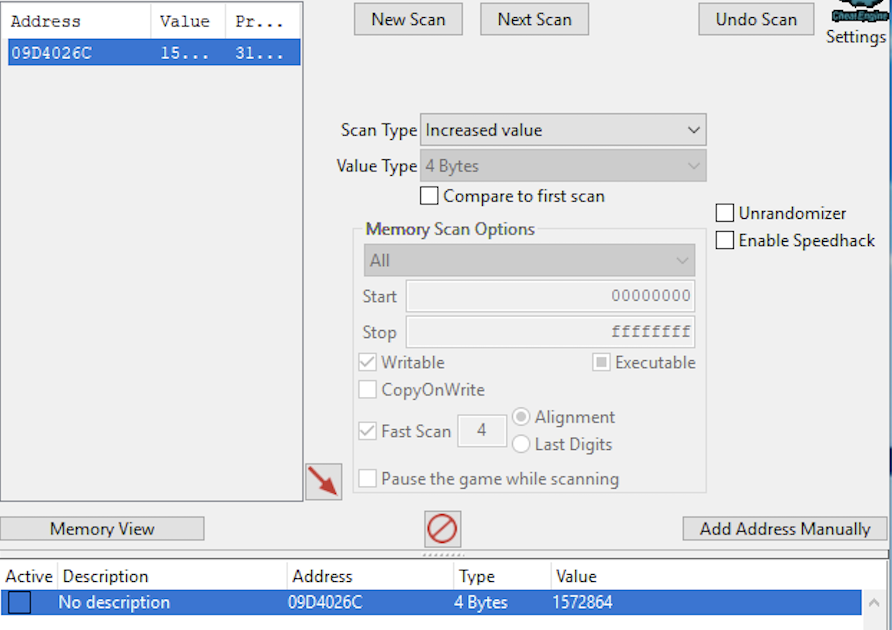 Address Value Pr...
09D4026C 15... 31...
New Scan Next Scan Undo Scan
Cheat Engine
Settings
Scan Type Increased value
Value Type 4 Bytes
Compare to first scan
Unrandomizer
Enable Speedhack
Memory Scan Options
All
Start 00000000
Stop ffffffff
Writable Executable
CopyOnWrite
Fast Scan 4 Alignment
Last Digits
Pause the game while scanning
Memory View Add Address Manually
Active Description Address Type Value
No description 09D4026C 4 Bytes 1572864